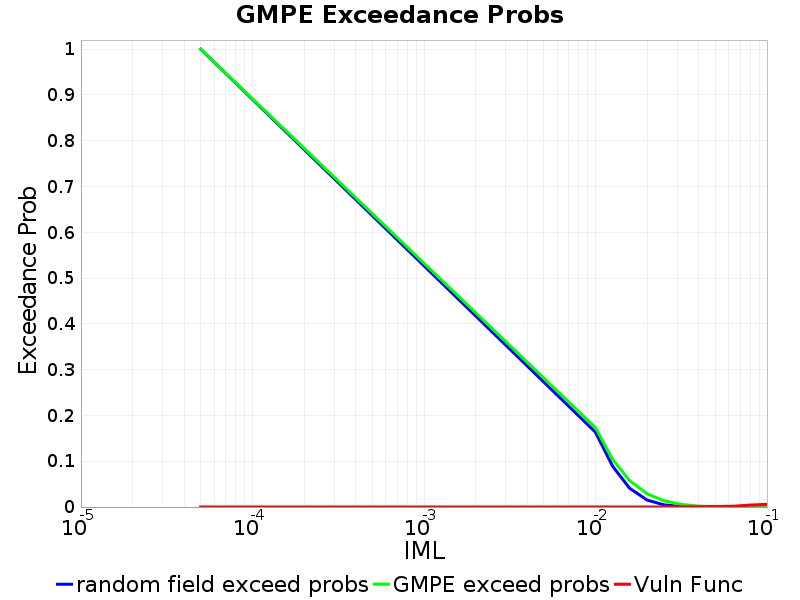 GMPE Exceedance Probs
Exceedance Prob
1
0.9
0.8
0.7
0.6
0.5
0.4
0.3
0.2
0.1
0
10-5 10-4 10-3 10-2 10-1
IML
random field exceed probs GMPE exceed probs Vuln Func